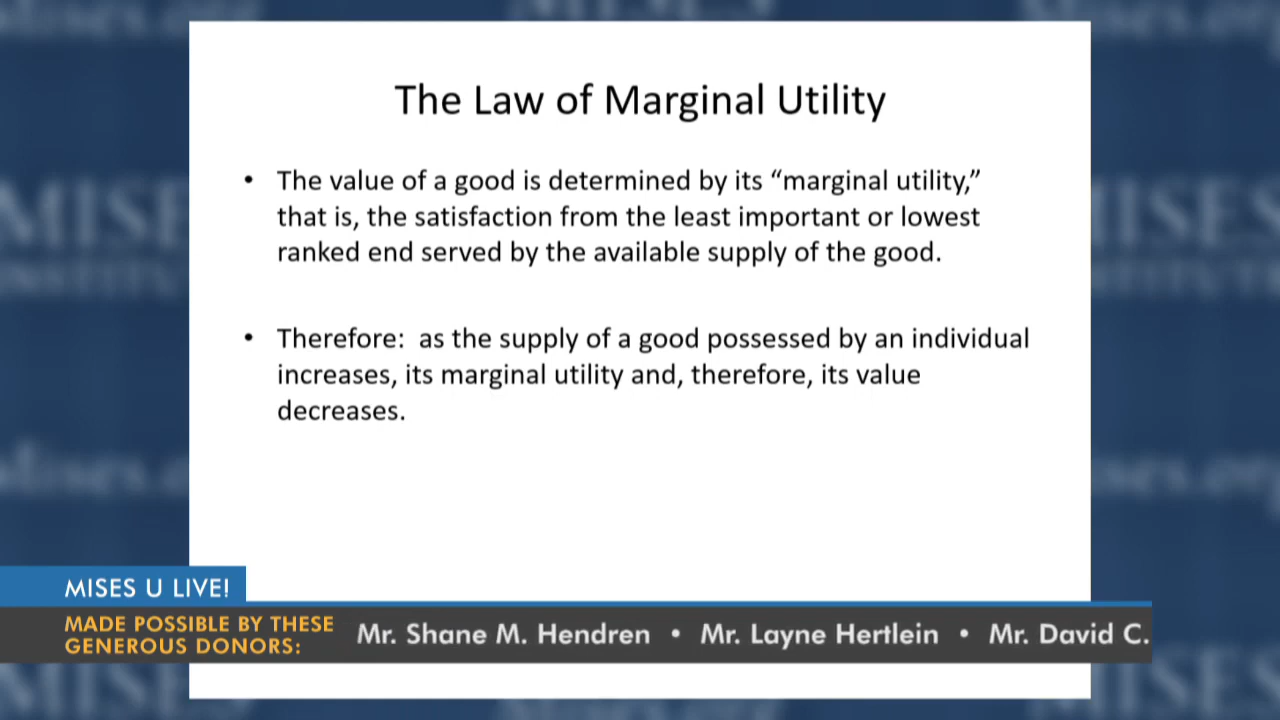 The Law of Marginal Utility
• The value of a good is determined by its “marginal utility,”
that is, the satisfaction from the least important or lowest
ranked end served by the available supply of the good.
• Therefore:  as the supply of a good possessed by an individual
increases, its marginal utility and, therefore, its value
decreases.
MISES U LIVE!
MADE POSSIBLE BY THESE
GENEROUS DONORS:
Mr. Shane M. Hendren • Mr. Layne Hertlein • Mr. David C.